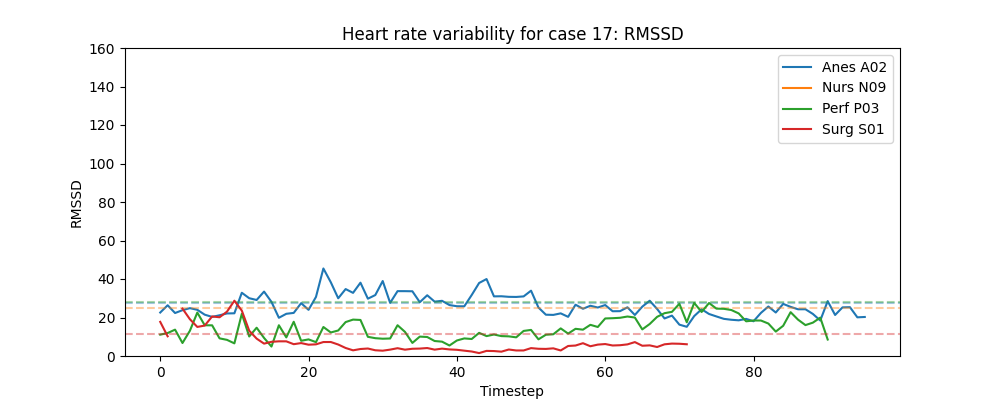 Heart rate variability for case 17: RMSSD
160
140
120
100
80
60
40
20
0
RMSSD
Anes A02
Nurs N09
Perf P03
Surg S01
0
20
40
60
80
Timestep